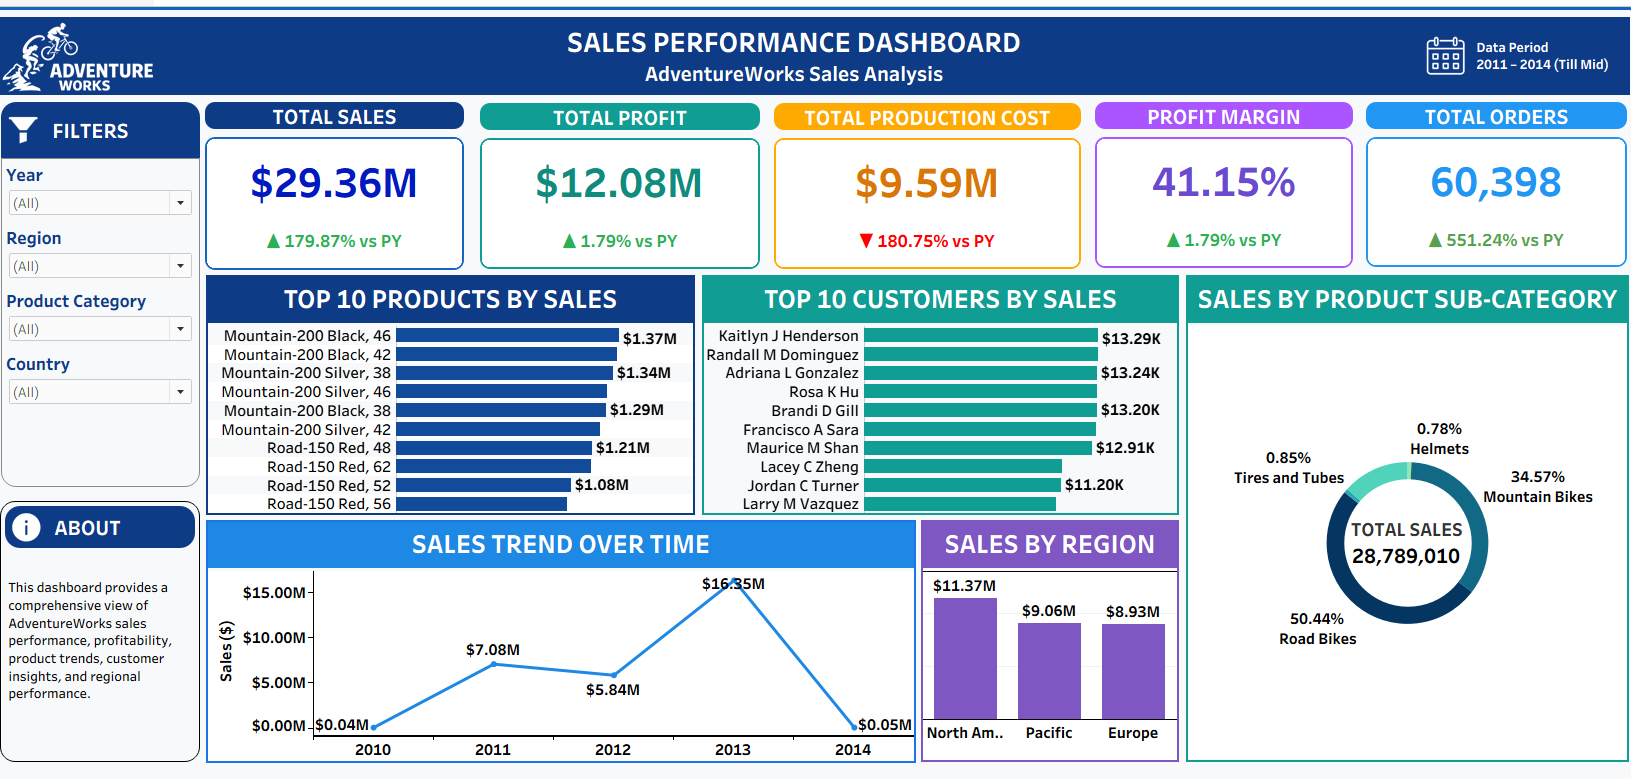 SALES PERFORMANCE DASHBOARD
AdventureWorks Sales Analysis
ADVENTURE
WORKS
Data Period
2011 – 2014 (Till Mid)
FILTERS
Year
(All)
Region
(All)
Product Category
(All)
Country
(All)
ABOUT
This dashboard provides a
comprehensive view of
AdventureWorks sales
performance, profitability,
product trends, customer
insights, and regional
performance.
TOTAL SALES
$29.36M
▲ 179.87% vs PY
TOTAL PROFIT
$12.08M
▲ 1.79% vs PY
TOTAL PRODUCTION COST
$9.59M
▼ 180.75% vs PY
PROFIT MARGIN
41.15%
▲ 1.79% vs PY
TOTAL ORDERS
60,398
▲ 551.24% vs PY
TOP 10 PRODUCTS BY SALES
Mountain-200 Black, 46 $1.37M
Mountain-200 Black, 42
Mountain-200 Silver, 38 $1.34M
Mountain-200 Silver, 46
Mountain-200 Black, 38 $1.29M
Mountain-200 Silver, 42
Road-150 Red, 48 $1.21M
Road-150 Red, 62
Road-150 Red, 52 $1.08M
Road-150 Red, 56
TOP 10 CUSTOMERS BY SALES
Kaitlyn J Henderson $13.29K
Randall M Dominguez
Adriana L Gonzalez $13.24K
Rosa K Hu
Brandi D Gill $13.20K
Francisco A Sara
Maurice M Shan $12.91K
Lacey C Zheng
Jordan C Turner $11.20K
Larry M Vazquez
SALES BY PRODUCT SUB-CATEGORY
0.78%
Helmets
0.85%
Tires and Tubes
34.57%
Mountain Bikes
TOTAL SALES
28,789,010
50.44%
Road Bikes
SALES TREND OVER TIME
Sales ($)
$15.00M
$10.00M
$5.00M
$0.00M
$0.04M
$7.08M
$5.84M
$16.35M
$0.05M
2010 2011 2012 2013 2014
SALES BY REGION
$11.37M
$9.06M
$8.93M
North Am.. Pacific Europe